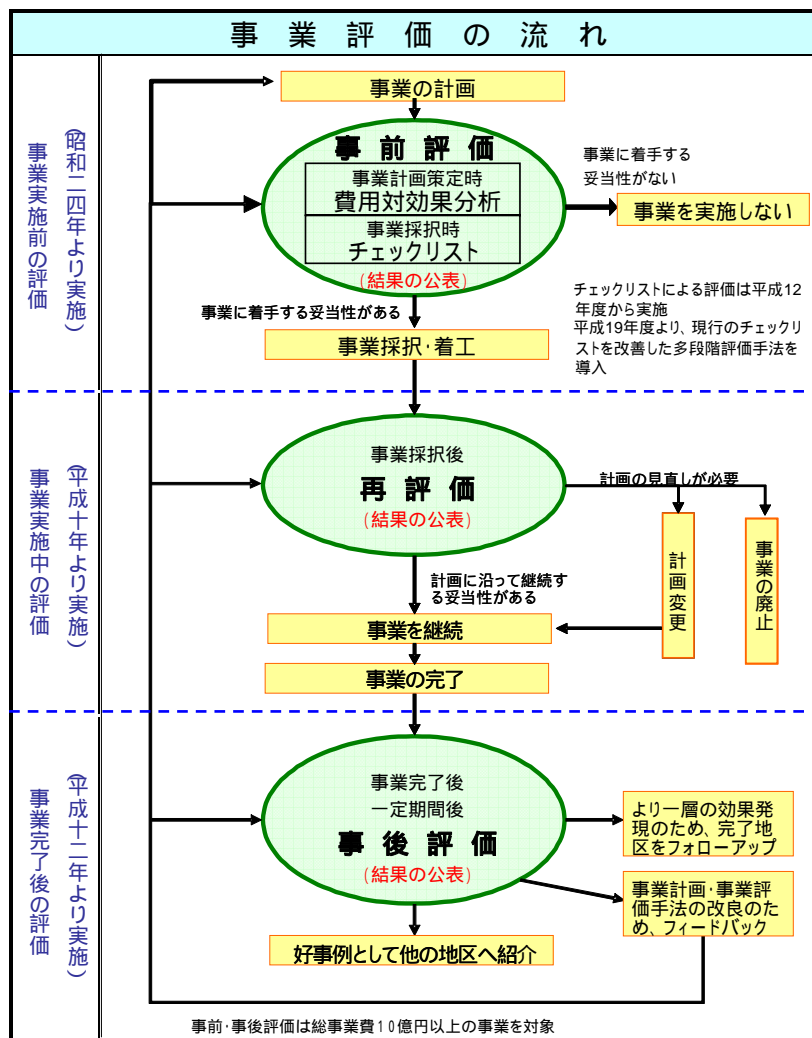 事業評価の流れ
事業実施前の評価
(昭和二四年より実施)
事業の計画
事前評価
事業計画策定時
費用対効果分析
事業採択時
チェックリスト
(結果の公表)
事業に着手する
妥当性がない
事業を実施しない
事業に着手する妥当性がある
事業採択・着工
チェックリストによる評価は平成12
年度から実施
平成19年度より、現行のチェックリ
ストを改善した多段階評価手法を
導入
事業実施中の評価
(平成十年より実施)
事業採択後
再評価
(結果の公表)
計画の見直しが必要
計画変更
事業の廃止
計画に沿って継続す
る妥当性がある
事業を継続
事業の完了
事業完了後の評価
(平成十二年より実施)
事業完了後
一定期間後
事後評価
(結果の公表)
より一層の効果発
現のため、完了地
区をフォローアップ
事業計画・事業評
価手法の改良のた
め、フィードバック
好事例として他の地区へ紹介
事前・事後評価は総事業費10億円以上の事業を対象